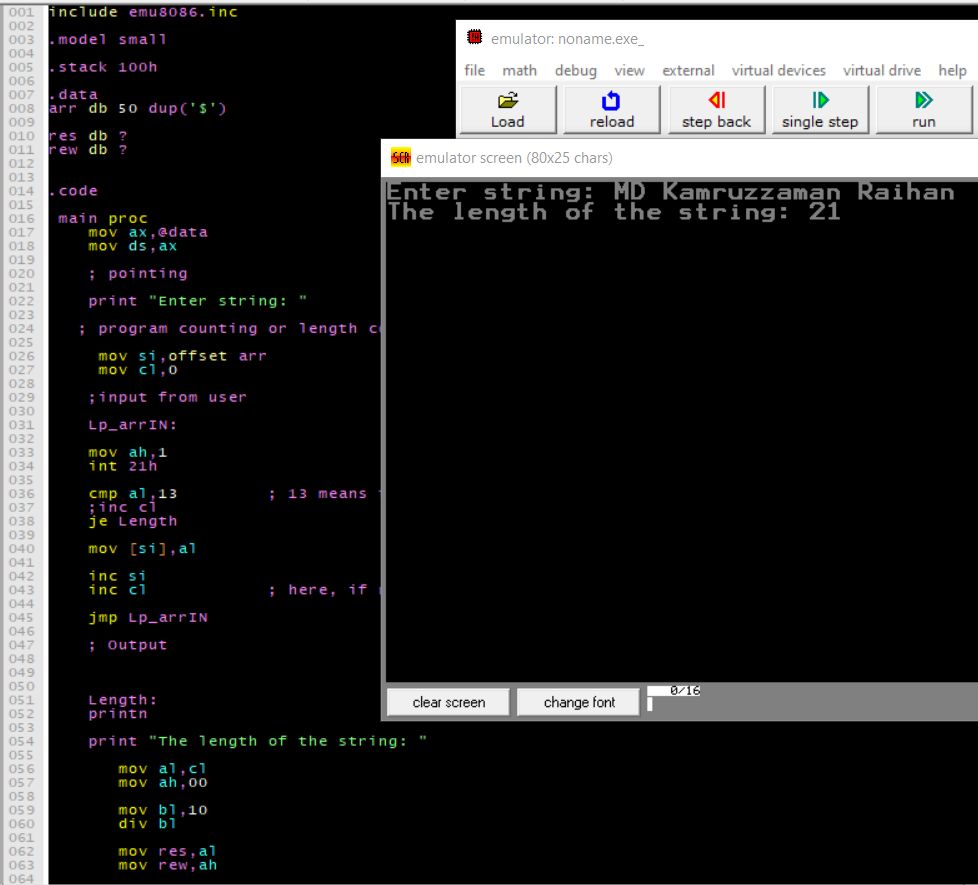 001 include emu8086.inc
002
003 .model small
004
005 .stack 100h
006
007 .data
008 arr db 50 dup('$')
009
010 res db ?
011 rew db ?
012
013
014 .code
015
016 main proc
017 mov ax,@data
018 mov ds,ax
019
020 ; pointing
021
022 print "Enter string: "
023
024 ; program counting or length
025
026 mov si,offset arr
027 mov cl,0
028
029 ;input from user
030
031 Lp_arrIN:
032
033 mov ah,1
034 int 21h
035
036 cmp al,13 ; 13 means
037 ;inc cl
038 je Length
039
040 mov [si],al
041
042 inc si
043 inc cl ; here, if
044
045 jmp Lp_arrIN
046
047 ; Output
048
049
050
051 Length:
052 printn
053
054 print "The length of the string: "
055
056 mov al,cl
057 mov ah,00
058
059 mov bl,10
060 div bl
061
062 mov res,al
063 mov rew,ah
064
emulator: noname.exe_
file math debug view external virtual devices virtual drive help
Load reload step back single step run
SCR emulator screen (80x25 chars)
Enter string: MD Kamruzzaman Raihan
The length of the string: 21
clear screen change font 0/16